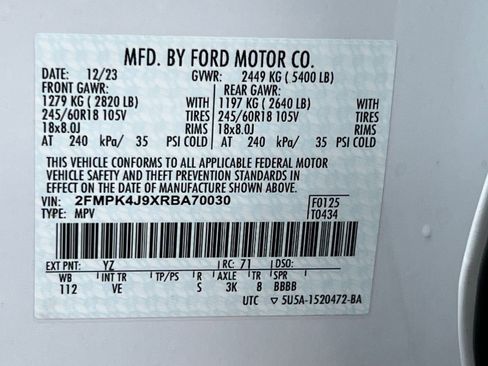 MFD. BY FORD MOTOR CO.
DATE: 12/23 GVWR: 2449 KG ( 5400 LB)
FRONT GAWR: REAR GAWR:
1279 KG ( 2820 LB) WITH 1197 KG ( 2640 LB) WITH
245/60R18 105V TIRES 245/60R18 105V TIRES
18x8.0J RIMS 18x8.0J RIMS
AT 240 kPa/ 35 PSI COLD AT 240 kPa/ 35 PSI COLD
THIS VEHICLE CONFORMS TO ALL APPLICABLE FEDERAL MOTOR
VEHICLE SAFETY AND THEFT PREVENTION STANDARDS IN
EFFECT ON THE DATE OF MANUFACTURE SHOWN ABOVE.
VIN: 2FMPK4J9XRBA70030 F0125
TYPE: MPV T0434
EXT PNT: YZ RC: 71 DSO:
WB INT TR TP/PS R AXLE TR SPR
112 VE S 3K 8 BBBB
UTC ▽ 5U5A-1520472-BA